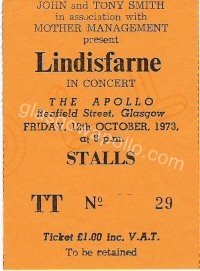 JOHN and TONY SMITH
in association with
MOTHER MANAGEMENT
present
Lindisfarne
IN CONCERT
THE APOLLO
Renfield Street, Glasgow
FRIDAY, 12th OCTOBER, 1973,
at 8 p.m.
STALLS
TT Nº 29
Ticket £1.00 inc. V.A.T.
To be retained